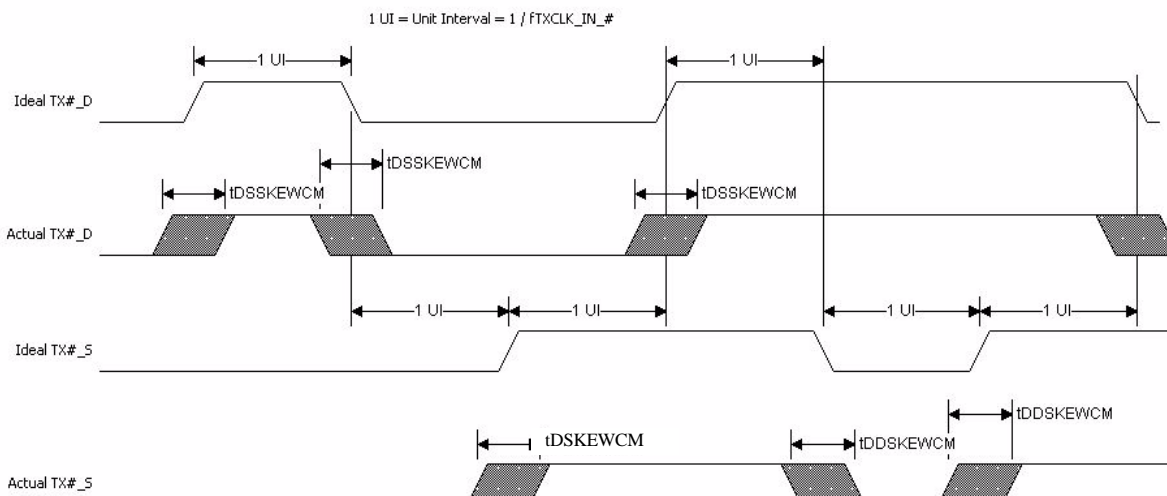 1 UI = Unit Interval = 1 / fTXCLK_IN_#
1 UI
1 UI
Ideal TX#_D
tDSSKEWCM
tDSSKEWCM
tDSSKEWCM
Actual TX#_D
1 UI
1 UI
1 UI
1 UI
Ideal TX#_S
tDDSKEWCM
tDSKEWCM
tDDSKEWCM
Actual TX#_S